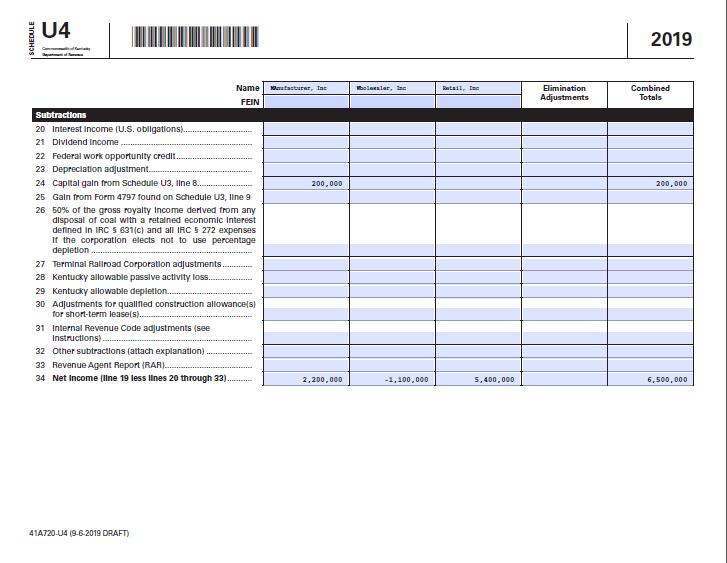 SCHEDULE
U4
Commonwealth of Kentucky
Department of Revenue
2019
Name Manufacturer, Inc Wholesaler, Inc Retail, Inc Elimination Adjustments Combined Totals
FEIN
Subtractions
20 Interest income (U.S. obligations)
21 Dividend income
22 Federal work opportunity credit
23 Depreciation adjustment
24 Capital gain from Schedule U3, line 8 200,000 200,000
25 Gain from Form 4797 found on Schedule U3, line 9
26 50% of the gross royalty income derived from any
disposal of coal with a retained economic interest
defined in IRC § 631(c) and all IRC § 272 expenses
if the corporation elects not to use percentage
depletion
27 Terminal Railroad Corporation adjustments
28 Kentucky allowable passive activity loss
29 Kentucky allowable depletion
30 Adjustments for qualified construction allowance(s)
for short-term lease(s)
31 Internal Revenue Code adjustments (see
instructions)
32 Other subtractions (attach explanation)
33 Revenue Agent Report (RAR)
34 Net Income (line 19 less lines 20 through 33) 2,200,000 -1,100,000 5,400,000 6,500,000
41A720-U4 (9-6-2019 DRAFT)